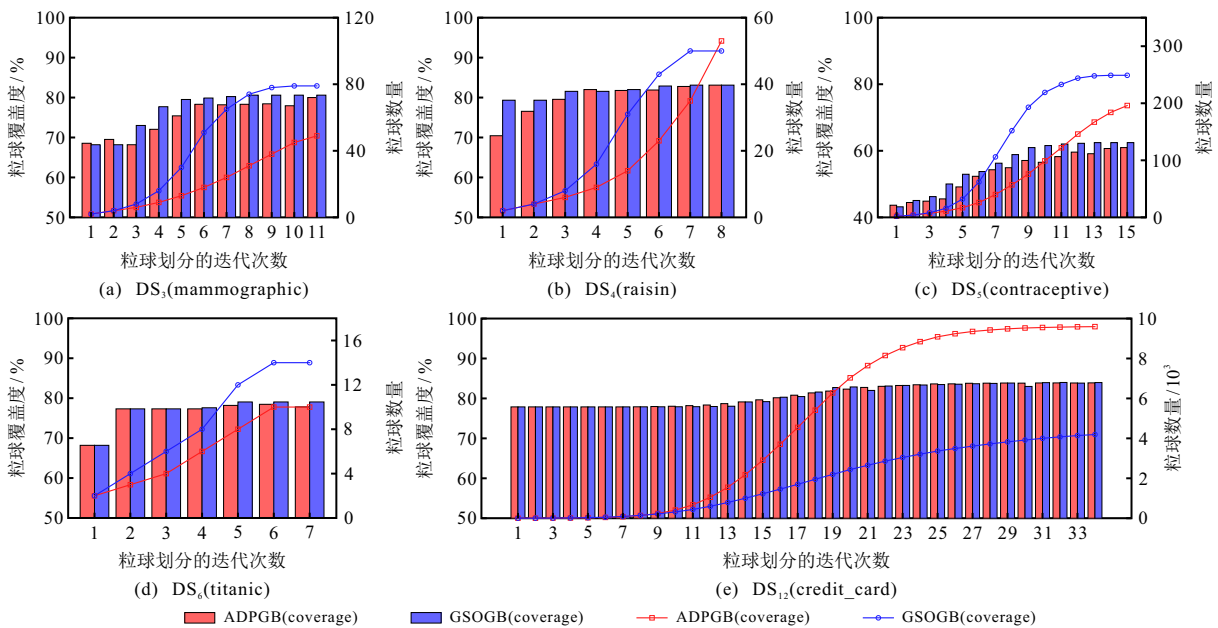 粒球覆盖度/%
100
90
80
70
60
50
120
80
40
0
粒球数量
1 2 3 4 5 6 7 8 9 10 11
粒球划分的迭代次数
(a) DS₃(mammographic)
粒球覆盖度/%
100
90
80
70
60
50
60
40
20
0
粒球数量
1 2 3 4 5 6 7 8
粒球划分的迭代次数
(b) DS₄(raisin)
粒球覆盖度/%
100
80
60
40
300
200
100
0
粒球数量
1 3 5 7 9 11 13 15
粒球划分的迭代次数
(c) DS₅(contraceptive)
粒球覆盖度/%
100
90
80
70
60
50
16
12
8
4
0
粒球数量
1 2 3 4 5 6 7
粒球划分的迭代次数
(d) DS₆(titanic)
粒球覆盖度/%
100
90
80
70
60
50
10
8
6
4
2
0
粒球数量/10³
1 3 5 7 9 11 13 15 17 19 21 23 25 27 29 31 33
粒球划分的迭代次数
(e) DS₁₂(credit_card)
ADPGB(coverage) GSOGB(coverage) ADPGB(coverage) GSOGB(coverage)